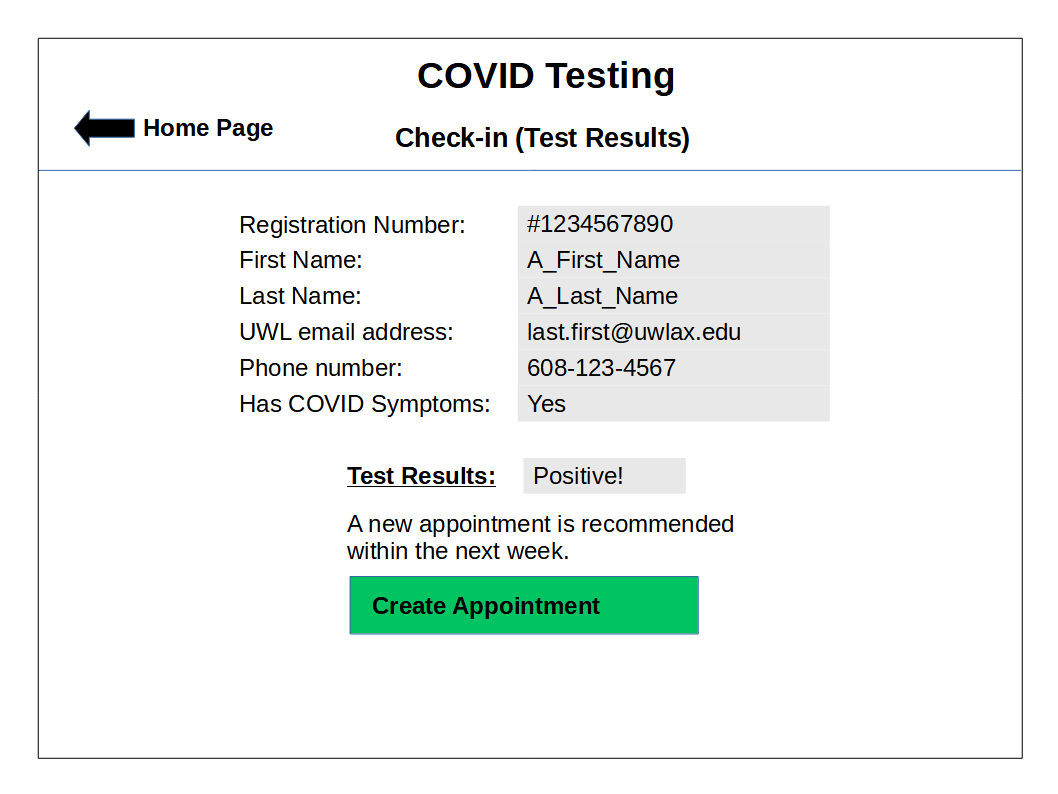 COVID Testing
Home Page
Check-in (Test Results)
Registration Number: #1234567890
First Name: A_First_Name
Last Name: A_Last_Name
UWL email address: last.first@uwlax.edu
Phone number: 608-123-4567
Has COVID Symptoms: Yes
Test Results: Positive!
A new appointment is recommended
within the next week.
Create Appointment